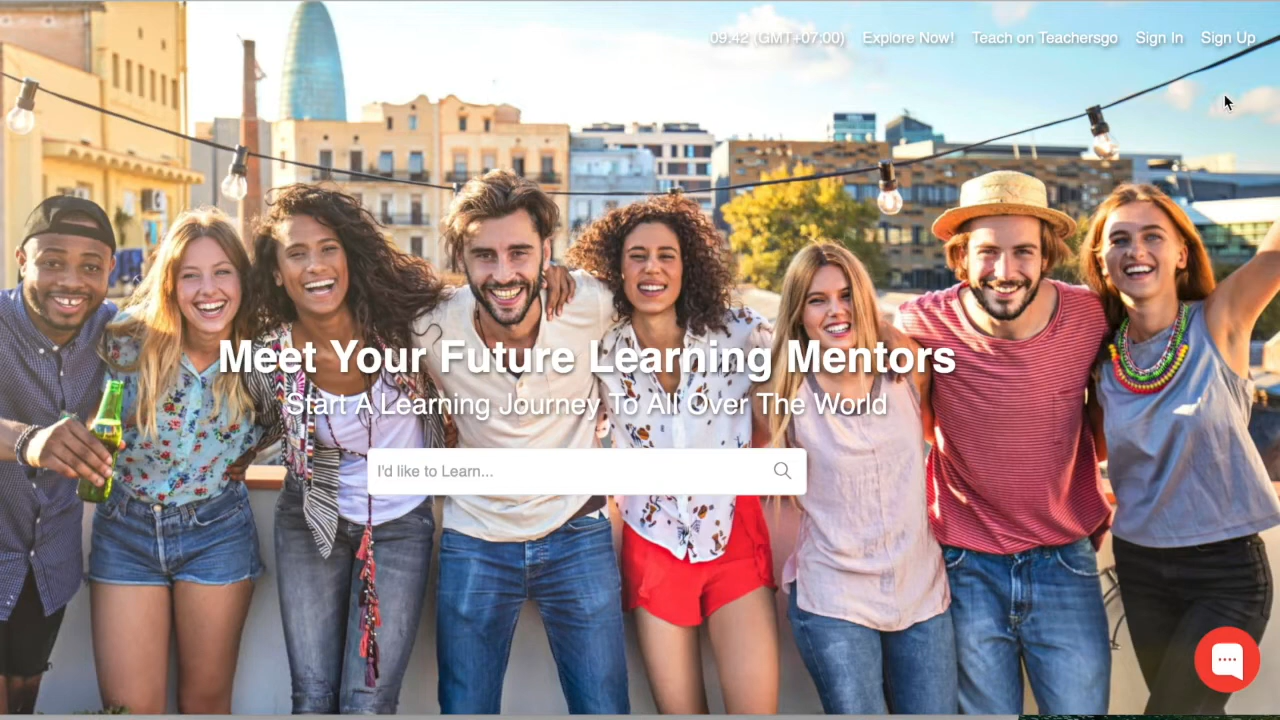 09:42 (GMT+07:00) Explore Now! Teach on Teachersgo Sign In Sign Up
Meet Your Future Learning Mentors
Start A Learning Journey To All Over The World
I'd like to Learn...